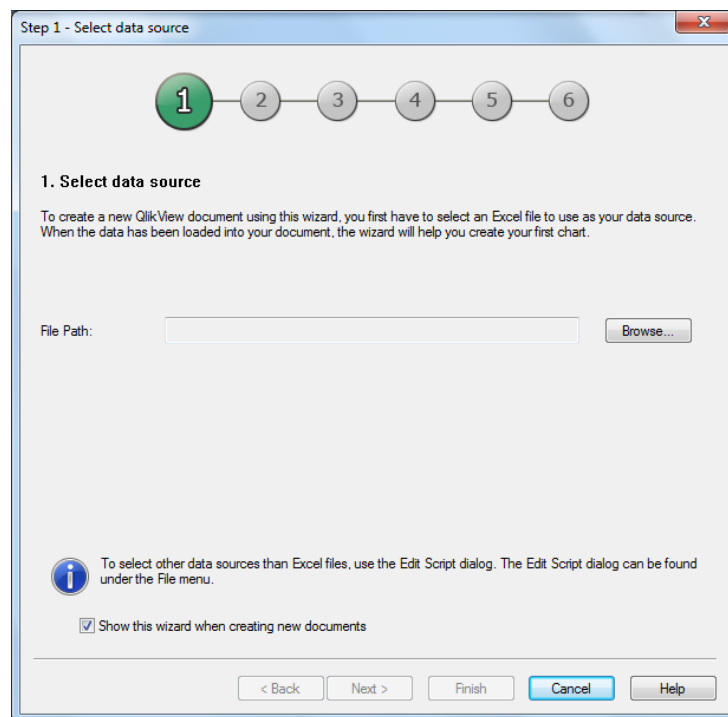 Step 1 - Select data source
1 2 3 4 5 6
1. Select data source
To create a new QlikView document using this wizard, you first have to select an Excel file to use as your data source.
When the data has been loaded into your document, the wizard will help you create your first chart.
File Path:
Browse...
To select other data sources than Excel files, use the Edit Script dialog. The Edit Script dialog can be found
under the File menu.
Show this wizard when creating new documents
< Back Next > Finish Cancel Help